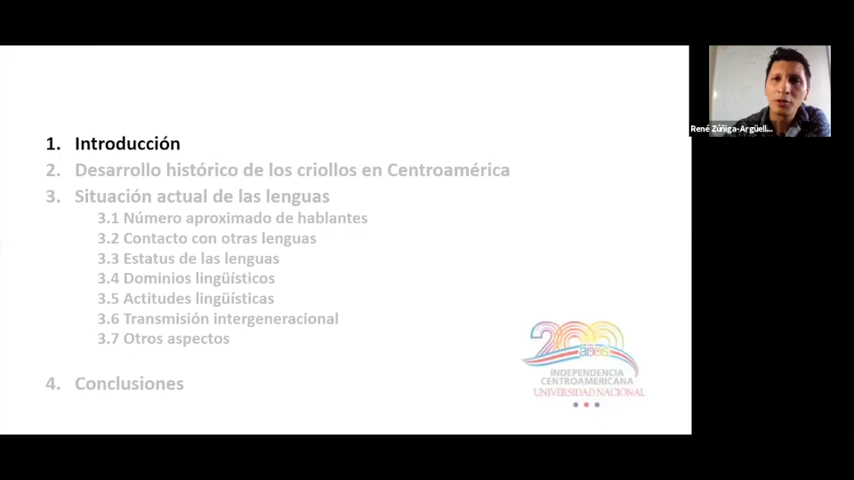 1. Introducción
2. Desarrollo histórico de los criollos en Centroamérica
3. Situación actual de las lenguas
3.1 Número aproximado de hablantes
3.2 Contacto con otras lenguas
3.3 Estatus de las lenguas
3.4 Dominios lingüísticos
3.5 Actitudes lingüísticas
3.6 Transmisión intergeneracional
3.7 Otros aspectos
4. Conclusiones
200
años
INDEPENDENCIA
CENTROAMERICANA
UNIVERSIDAD NACIONAL
René Zúñiga-Argüell...